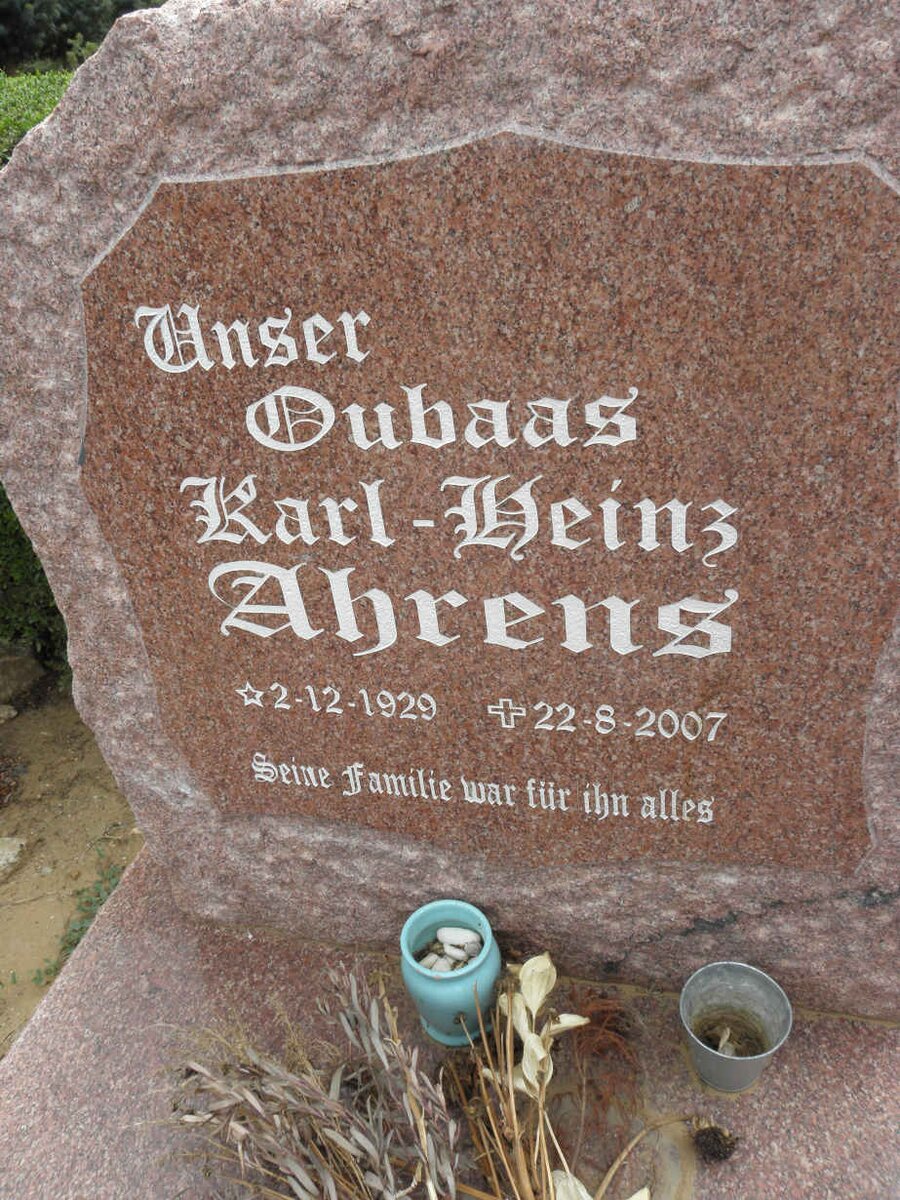 Unser
Oubaas
Karl-Heinz
Ahrens
☆2-12-1929 ✝22-8-2007
Seine Familie war für ihn alles